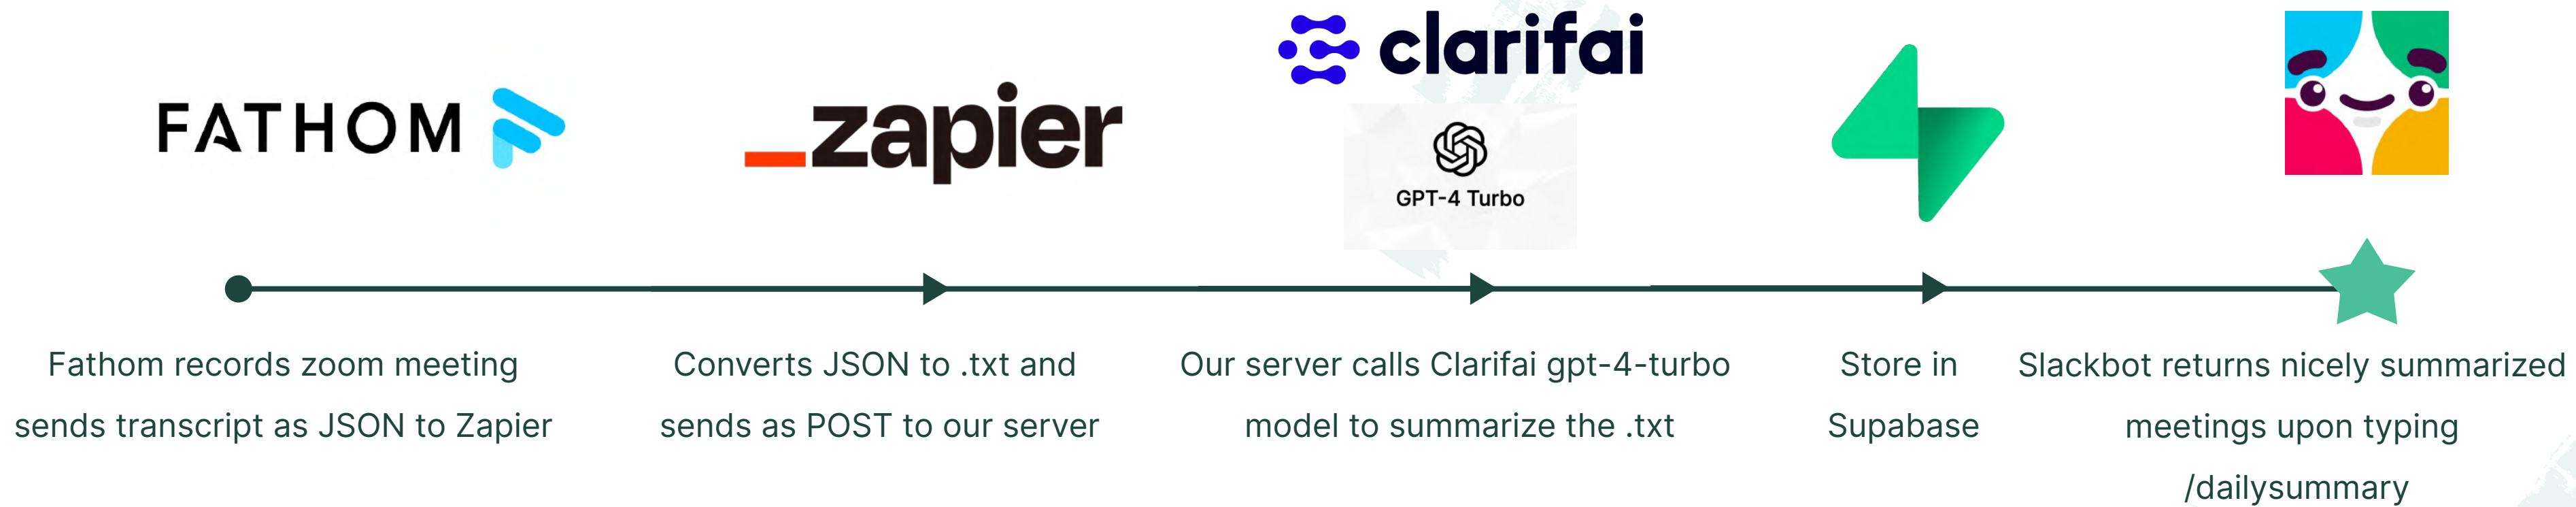 FATHOM
zapier
clarifai
GPT-4 Turbo
Fathom records zoom meeting
sends transcript as JSON to Zapier
Converts JSON to .txt and
sends as POST to our server
Our server calls Clarifai gpt-4-turbo
model to summarize the .txt
Store in
Supabase
Slackbot returns nicely summarized
meetings upon typing
/dailysummary